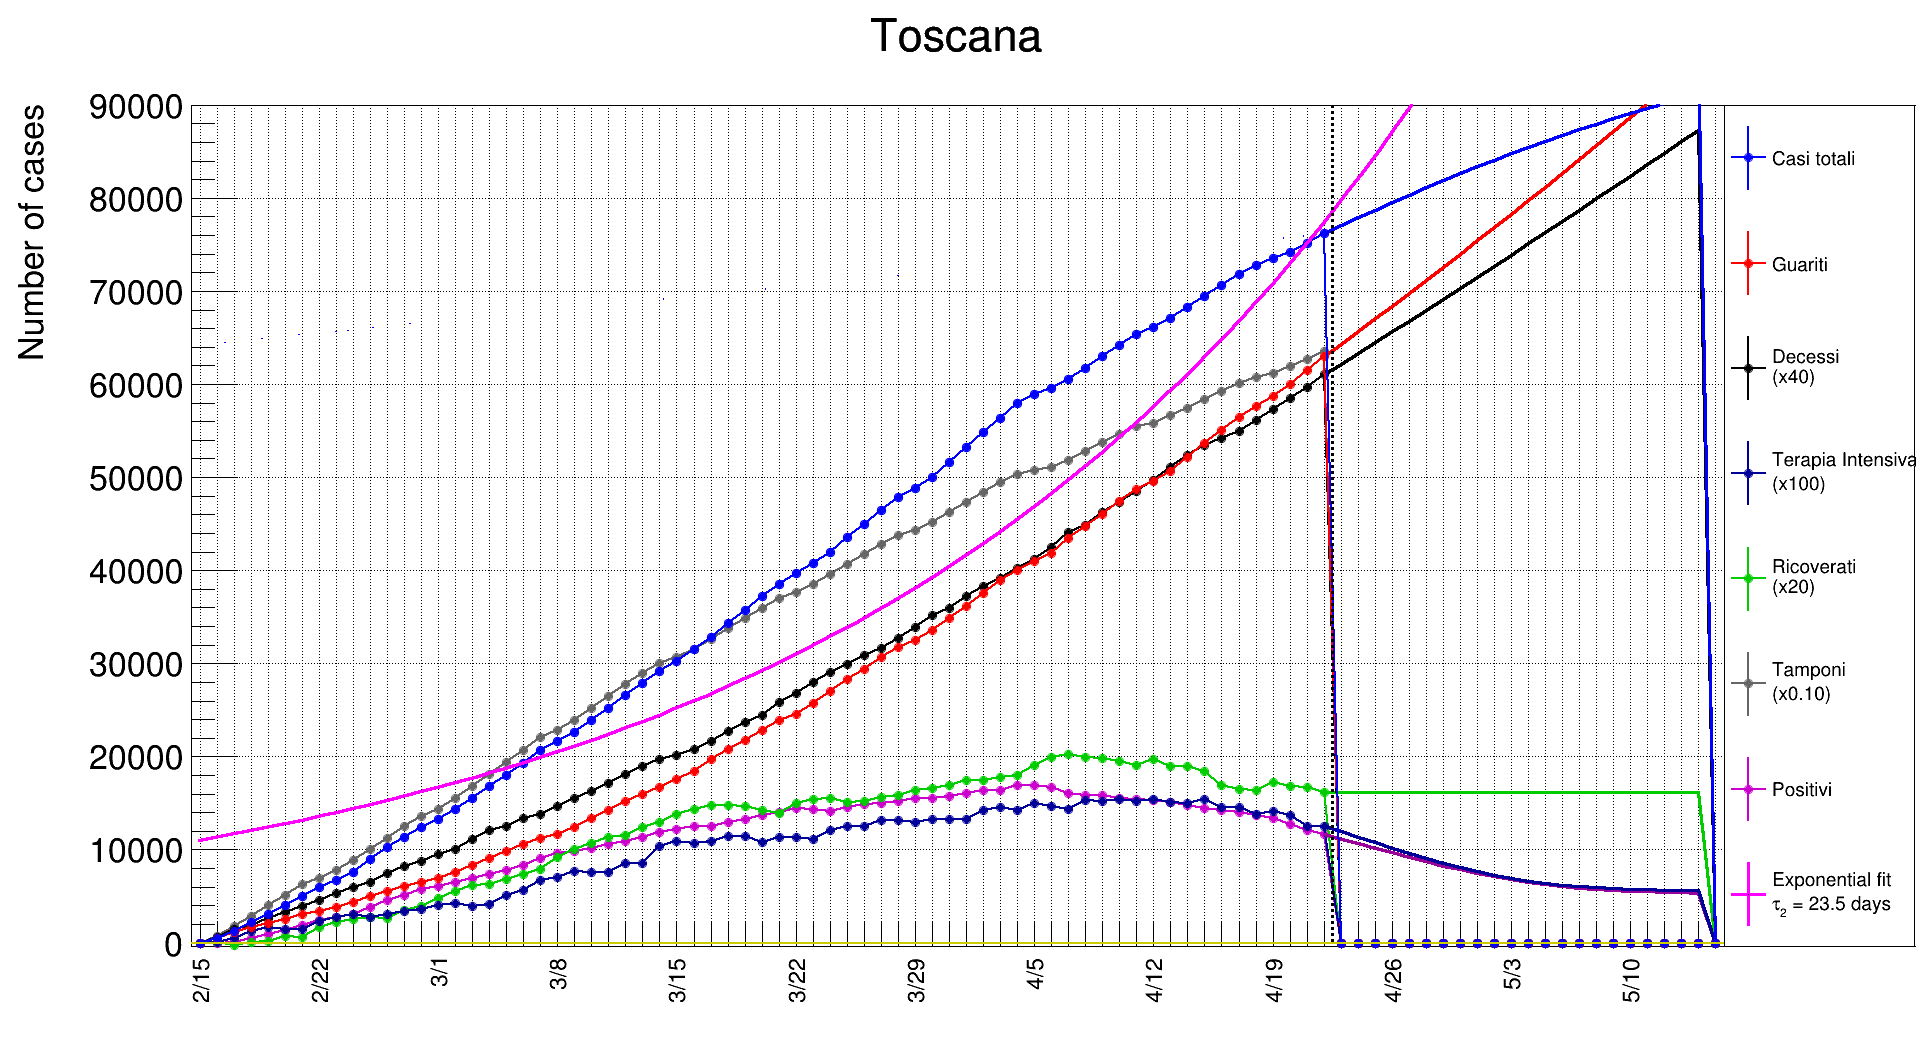 Toscana
Number of cases
90000
80000
70000
60000
50000
40000
30000
20000
10000
0
2/15
2/22
3/1
3/8
3/15
3/22
3/29
4/5
4/12
4/19
4/26
5/3
5/10
Casi totali
Guariti
Decessi
(x40)
Terapia Intensiva
(x100)
Ricoverati
(x20)
Tamponi
(x0.10)
Positivi
Exponential fit
τ2 = 23.5 days